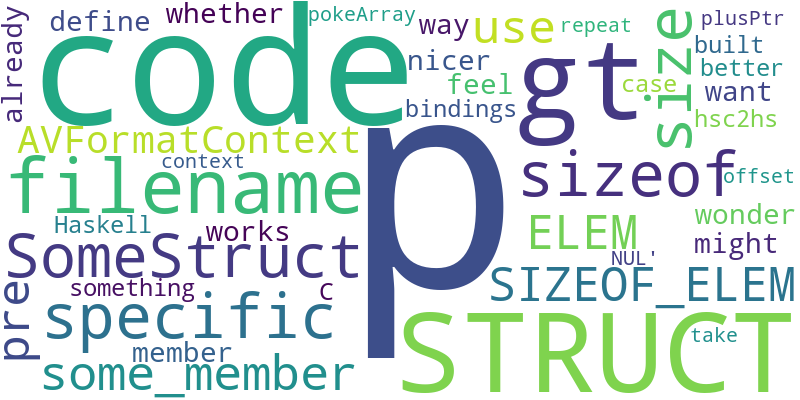 already
define
whether
pokeArray
way
use
repeat
plusPtr
code
nicer
gt
size
built
AVFormatContext
feel
case
better
want
context
bindings
p
hsc2hs
filename
sizeof
offset
Haskell
works
ELEM
wonder
SomeStruct
NUL'
might
pre
something
C
SIZEOF_ELEM
specific
member
STRUCT
take
some_member